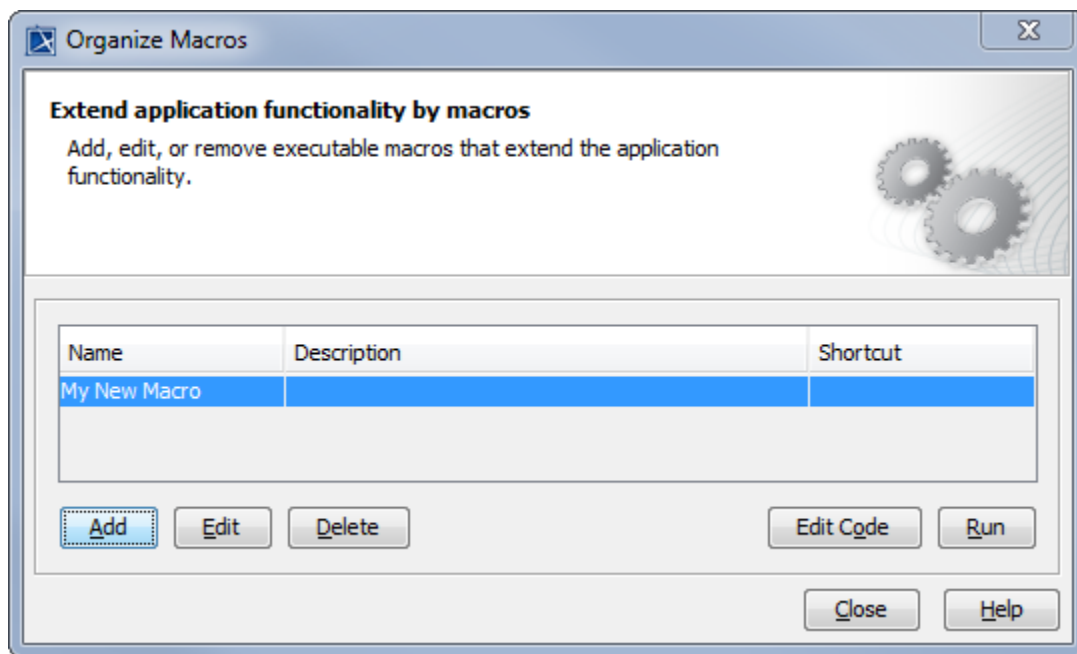 Organize Macros
Extend application functionality by macros
Add, edit, or remove executable macros that extend the application
functionality.
Name Description Shortcut
My New Macro
Add Edit Delete Edit Code Run
Close Help